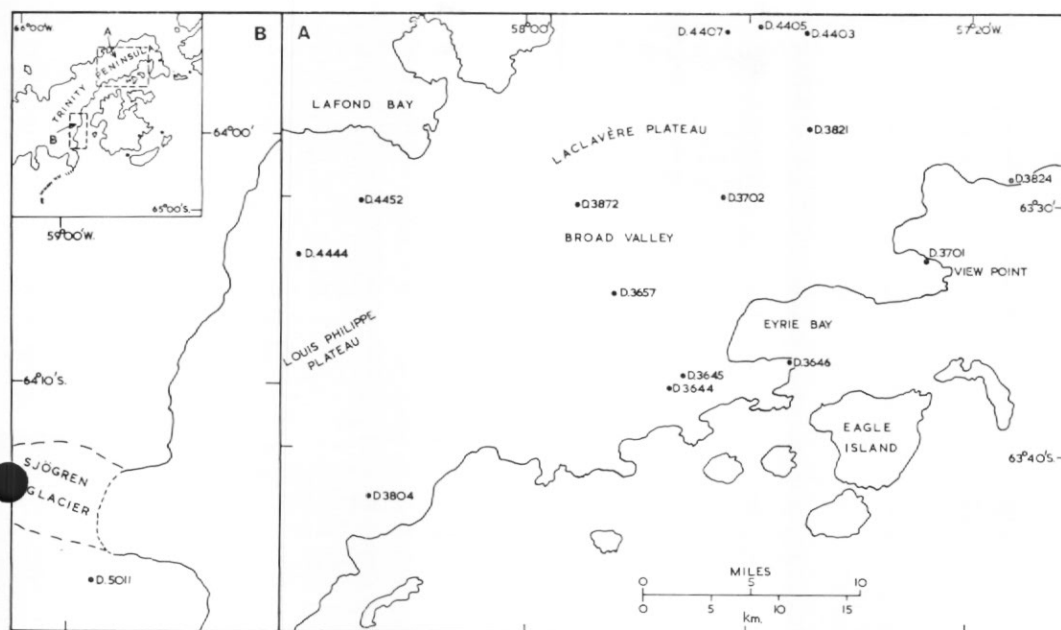 66°00'W.
A
TRINITY
PENINSULA
B
65°00'S.
B
A
58°00'
57°20'W.
D.4407
D.4405
D.4403
LAFOND BAY
64°00'
LACLAVÈRE PLATEAU
D.3821
D.3824
D.4452
D.3872
D.3702
63°30'
59°00'W.
BROAD VALLEY
D.4444
D.3701
VIEW POINT
D.3657
LOUIS PHILIPPE
PLATEAU
EYRIE BAY
64°10'S.
D.3645
D.3646
D.3644
EAGLE
ISLAND
63°40'S.
SJÖGREN
GLACIER
D.3804
D.5011
MILES
0 5 10
0 5 10 15
km.